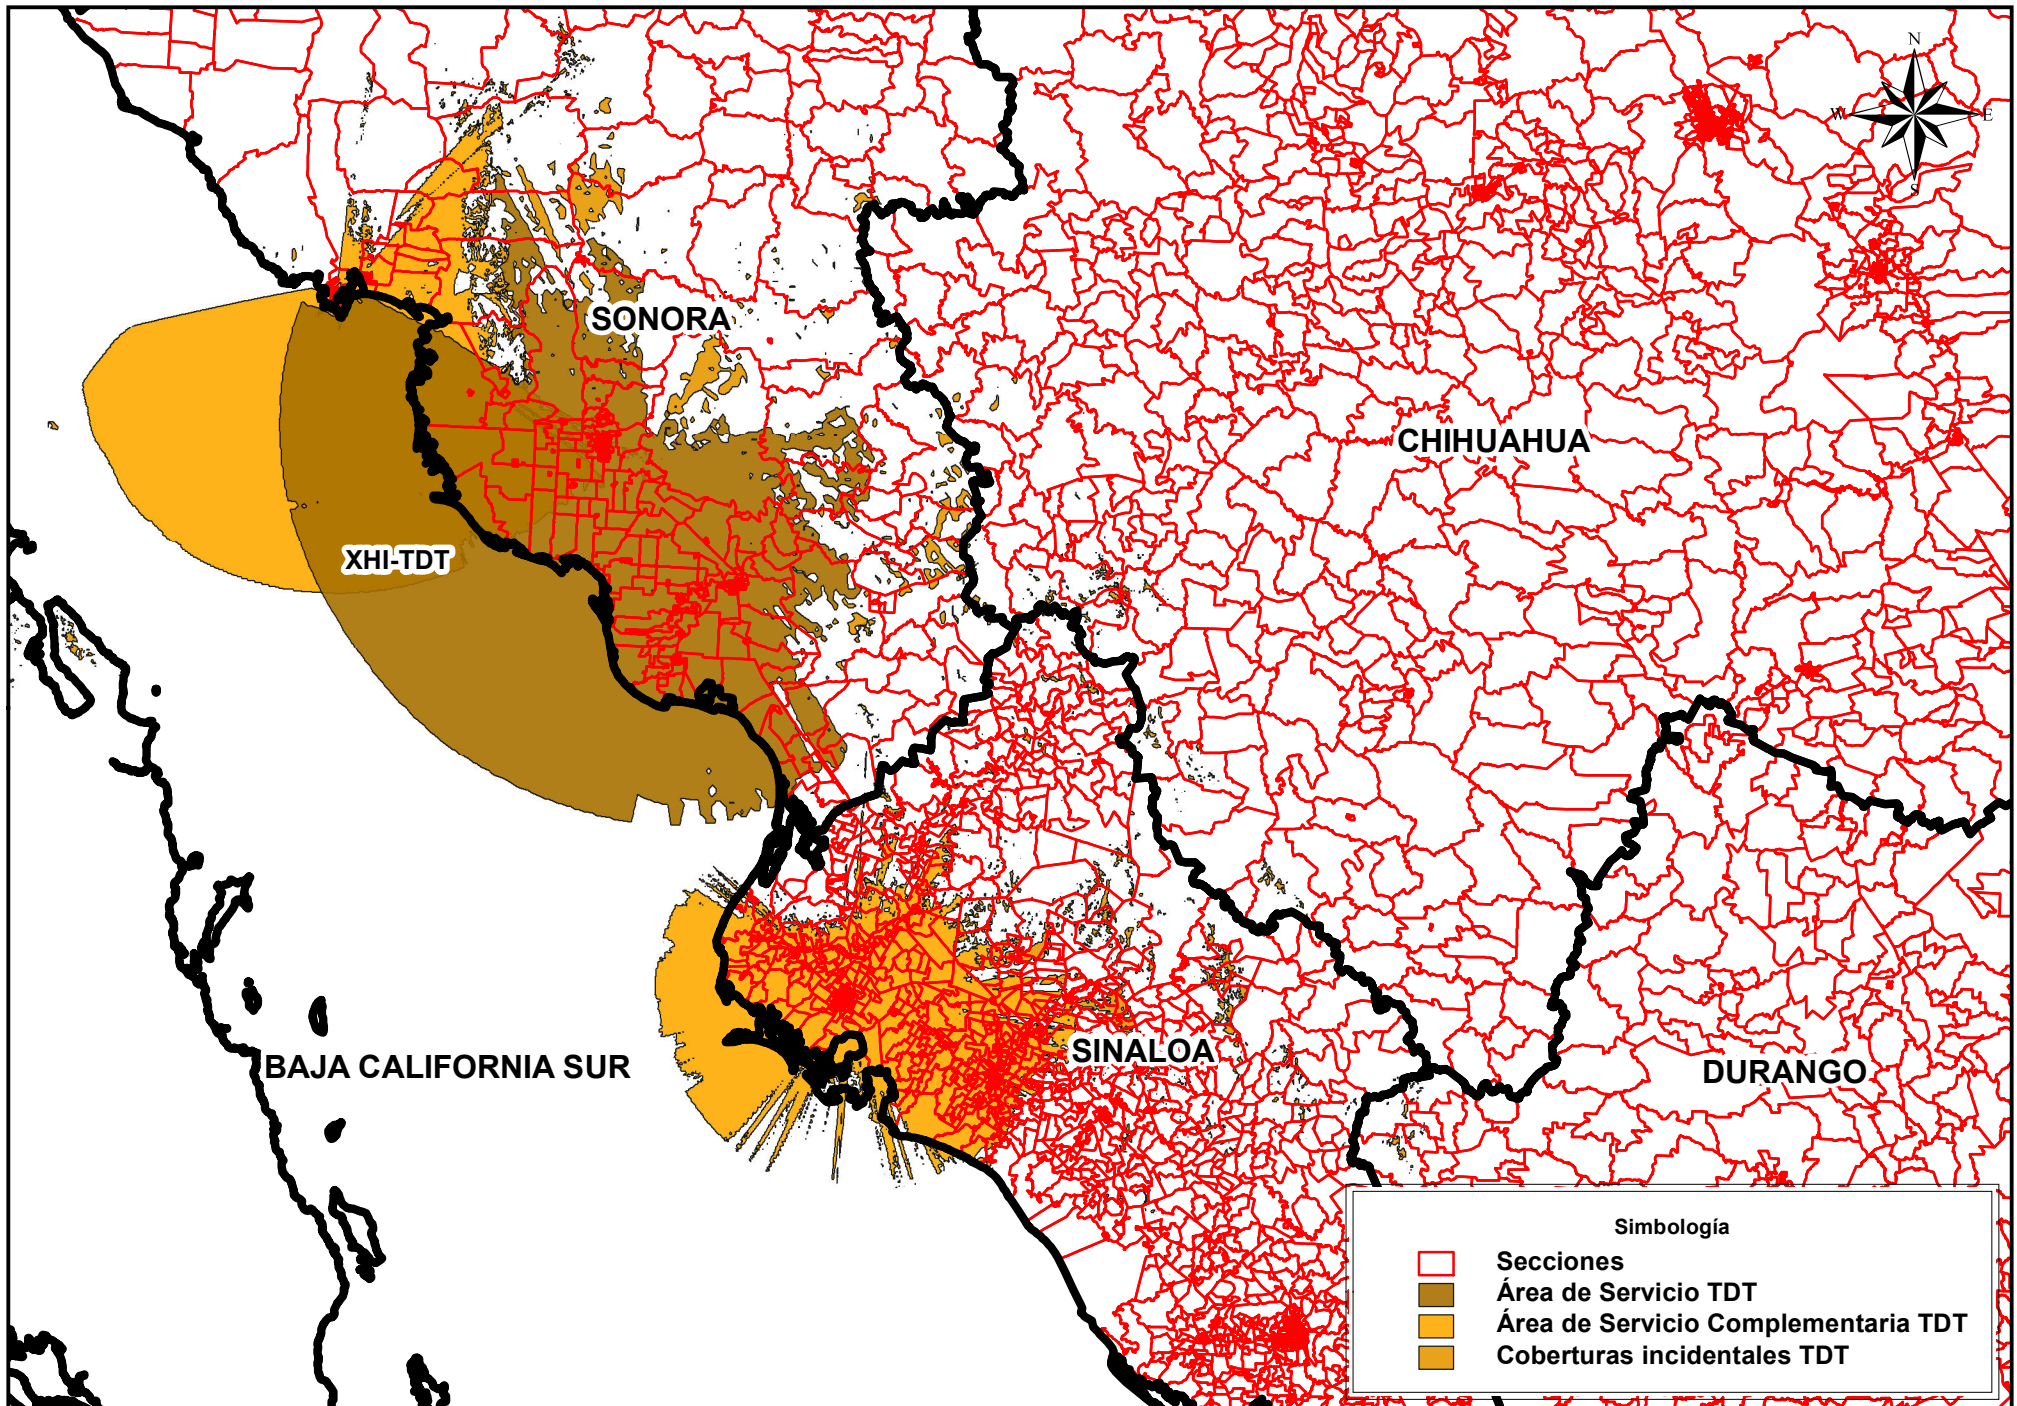 N
W
E
S
SONORA
CHIHUAHUA
XHI-TDT
SINALOA
BAJA CALIFORNIA SUR
DURANGO
Simbología
Secciones
Área de Servicio TDT
Área de Servicio Complementaria TDT
Coberturas incidentales TDT